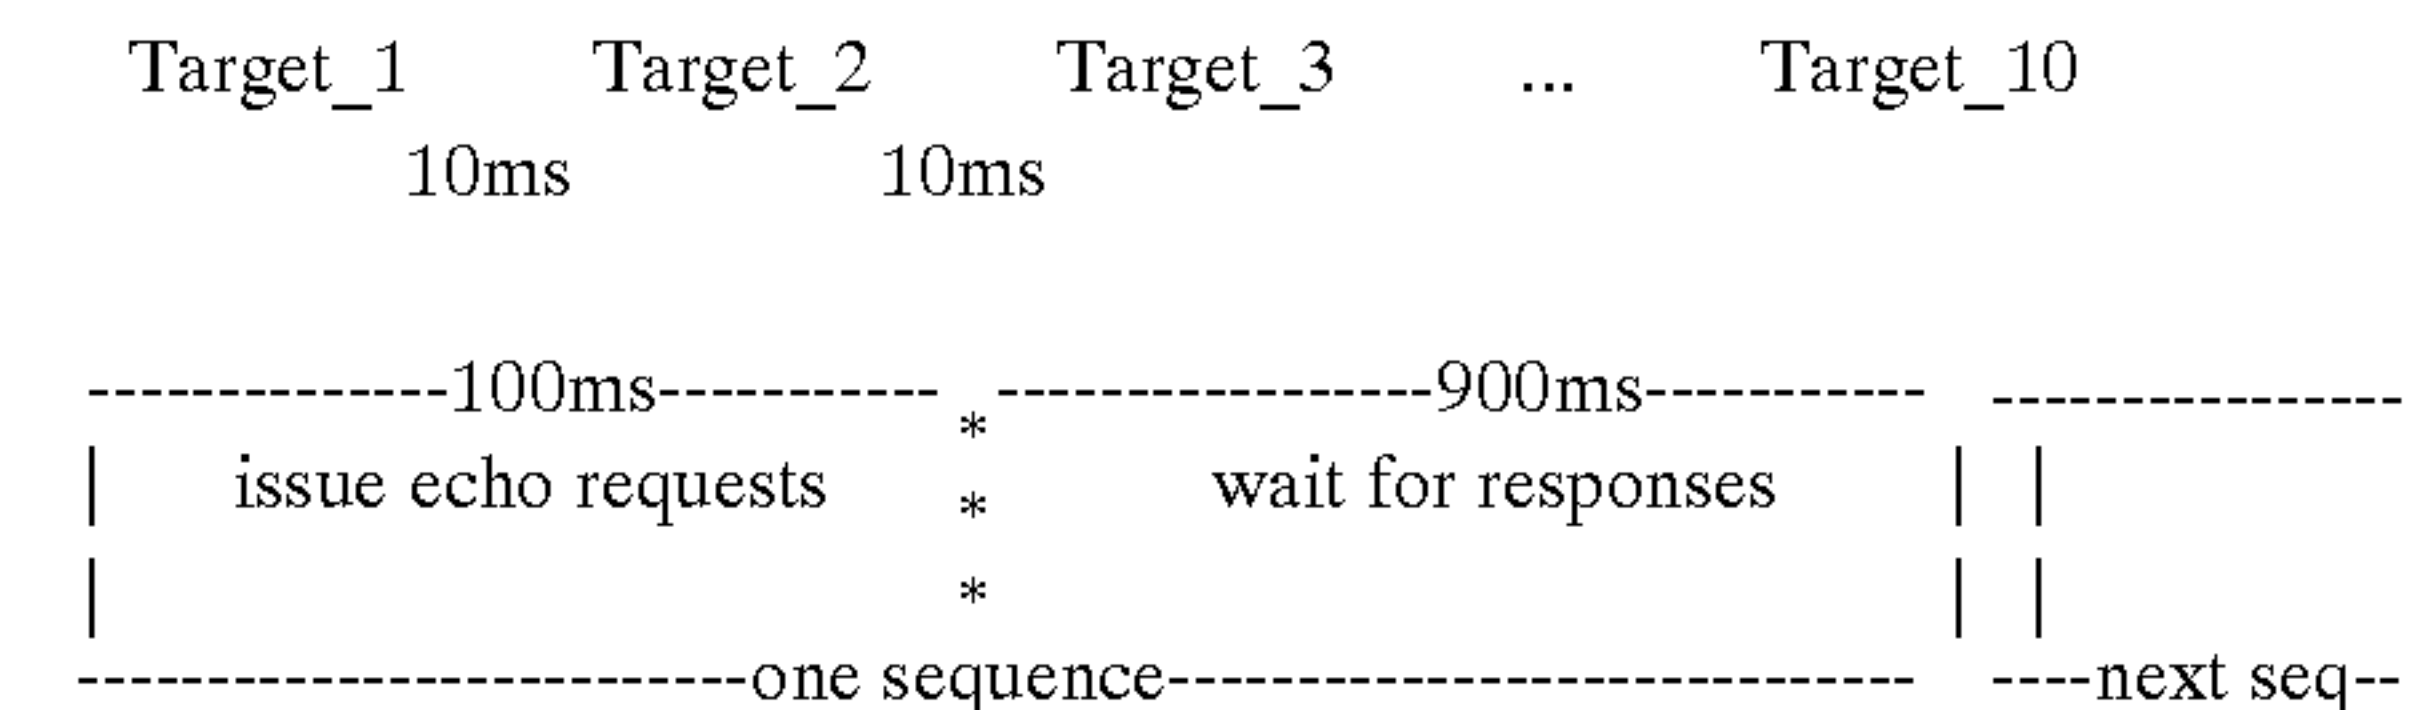 Target_1 Target_2 Target_3 ... Target_10
10ms 10ms
--------------100ms----------- -----------------900ms----------- ----------------
*
| issue echo requests * wait for responses | |
| * | |
--------------------------one sequence----------------------------- ----next seq--